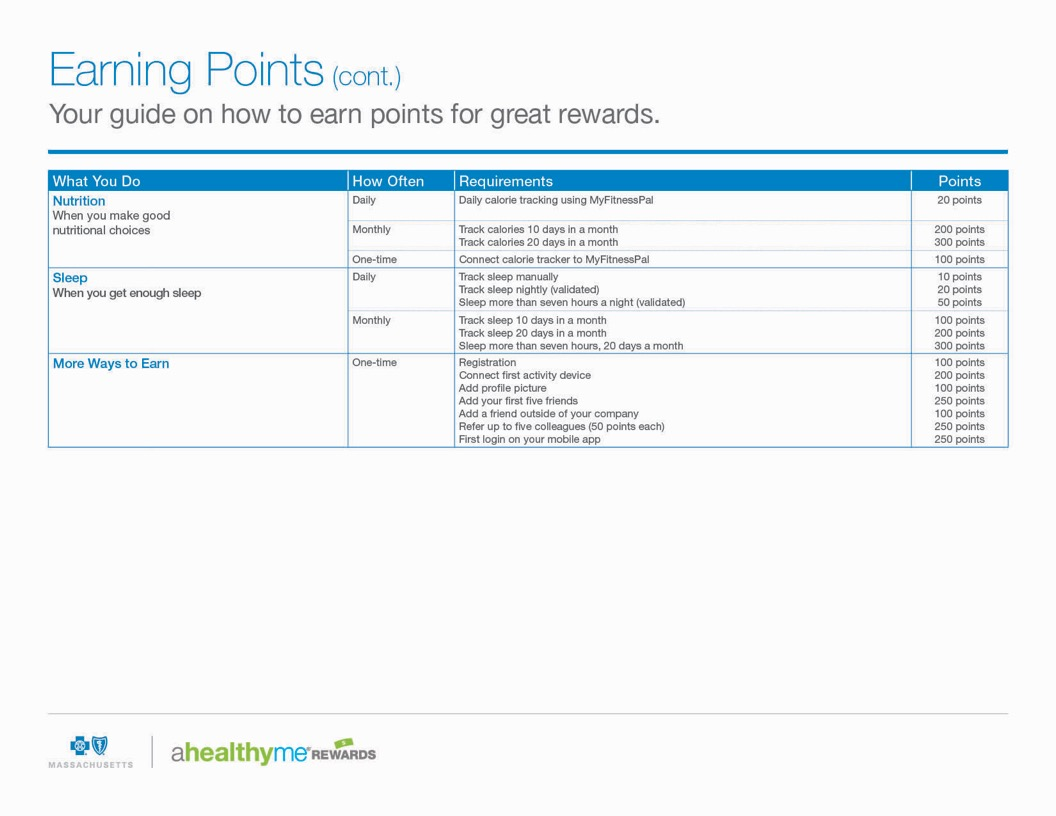 Earning Points (cont.)
Your guide on how to earn points for great rewards.
What You Do How Often Requirements Points
Nutrition
When you make good
nutritional choices
Daily Daily calorie tracking using MyFitnessPal 20 points
Monthly Track calories 10 days in a month 200 points
Track calories 20 days in a month 300 points
One-time Connect calorie tracker to MyFitnessPal 100 points
Sleep
When you get enough sleep
Daily Track sleep manually 10 points
Track sleep nightly (validated) 20 points
Sleep more than seven hours a night (validated) 50 points
Monthly Track sleep 10 days in a month 100 points
Track sleep 20 days in a month 200 points
Sleep more than seven hours, 20 days a month 300 points
More Ways to Earn
One-time Registration 100 points
Connect first activity device 200 points
Add profile picture 100 points
Add your first five friends 250 points
Add a friend outside of your company 100 points
Refer up to five colleagues (50 points each) 250 points
First login on your mobile app 250 points
MASSACHUSETTS
ahealthyme® REWARDS